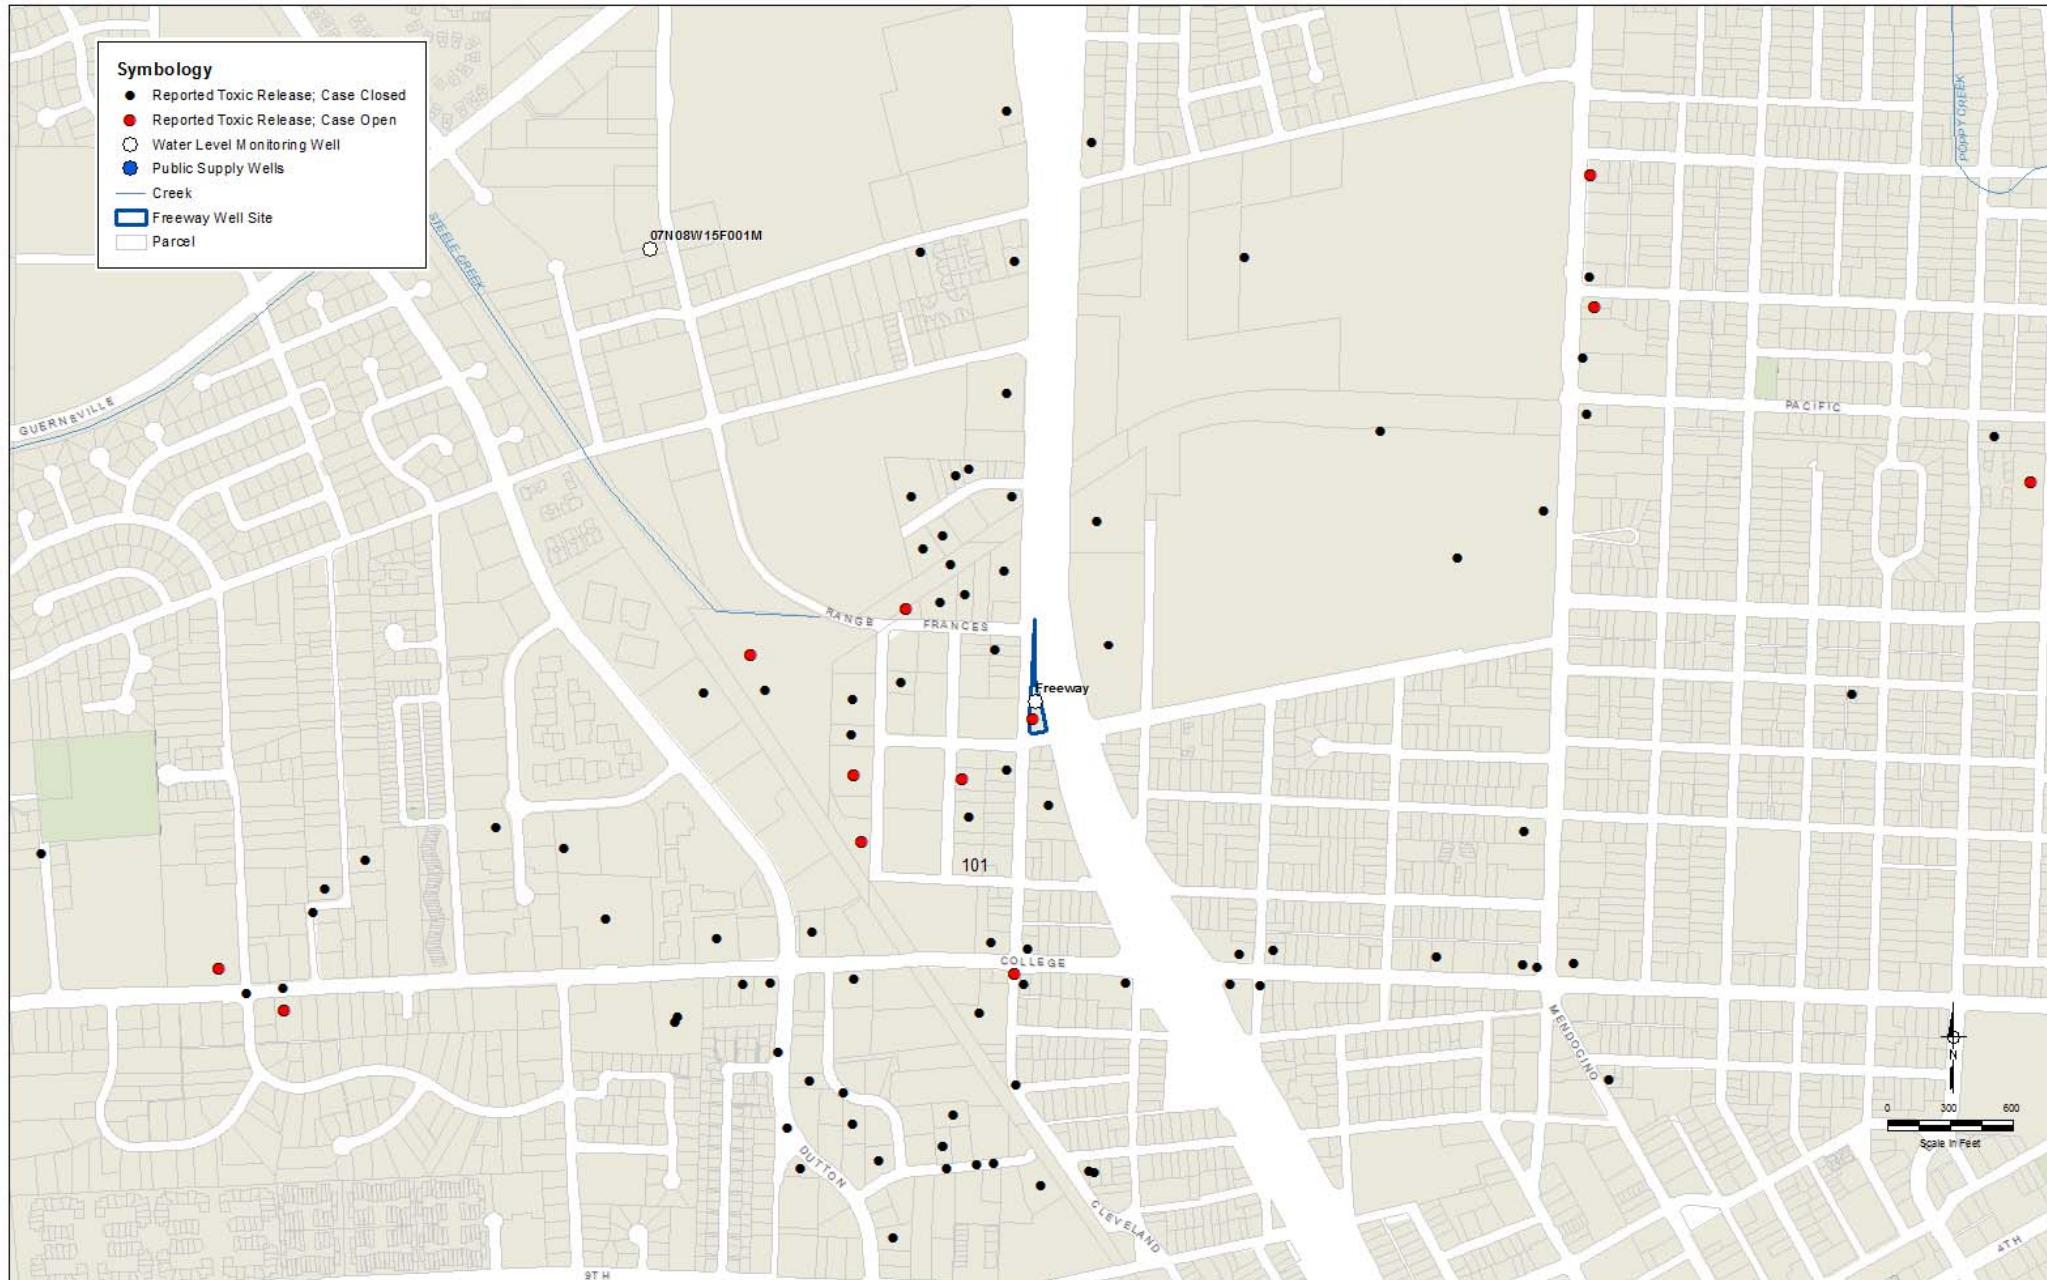 Symbology
Reported Toxic Release; Case Closed
Reported Toxic Release; Case Open
Water Level Monitoring Well
Public Supply Wells
Creek
Freeway Well Site
Parcel
POPPY CREEK
STEELE CREEK
07N08W15F001M
GUERNEVILLE
PACIFIC
RANGE
FRANCES
Freeway
101
COLLEGE
MENDOCINO
N
0 300 600
Scale in Feet
DUTTON
CLEVELAND
4TH
9TH